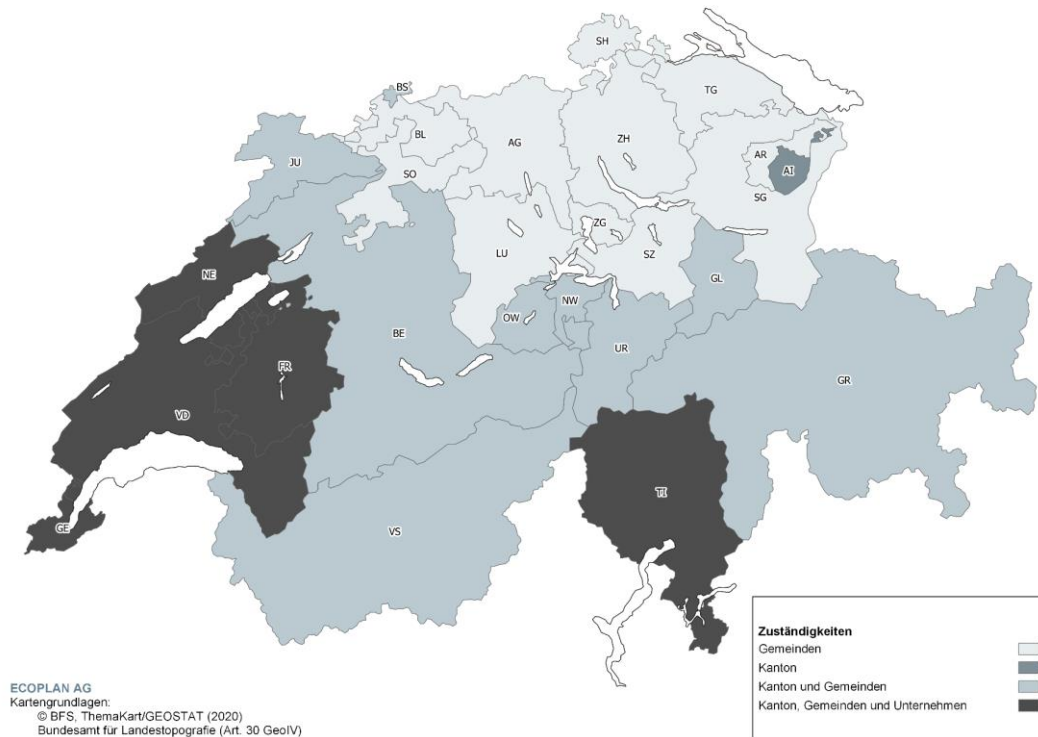 SH
BS
TG
BL
AG
ZH
JU
AR
AI
SO
SG
ZG
LU
SZ
NE
GL
NW
OW
BE
UR
FR
GR
VD
TI
GE
VS
Zuständigkeiten
Gemeinden
Kanton
Kanton und Gemeinden
Kanton, Gemeinden und Unternehmen
ECOPLAN AG
Kartengrundlagen:
© BFS, ThemaKart/GEOSTAT (2020)
Bundesamt für Landestopografie (Art. 30 GeoIV)